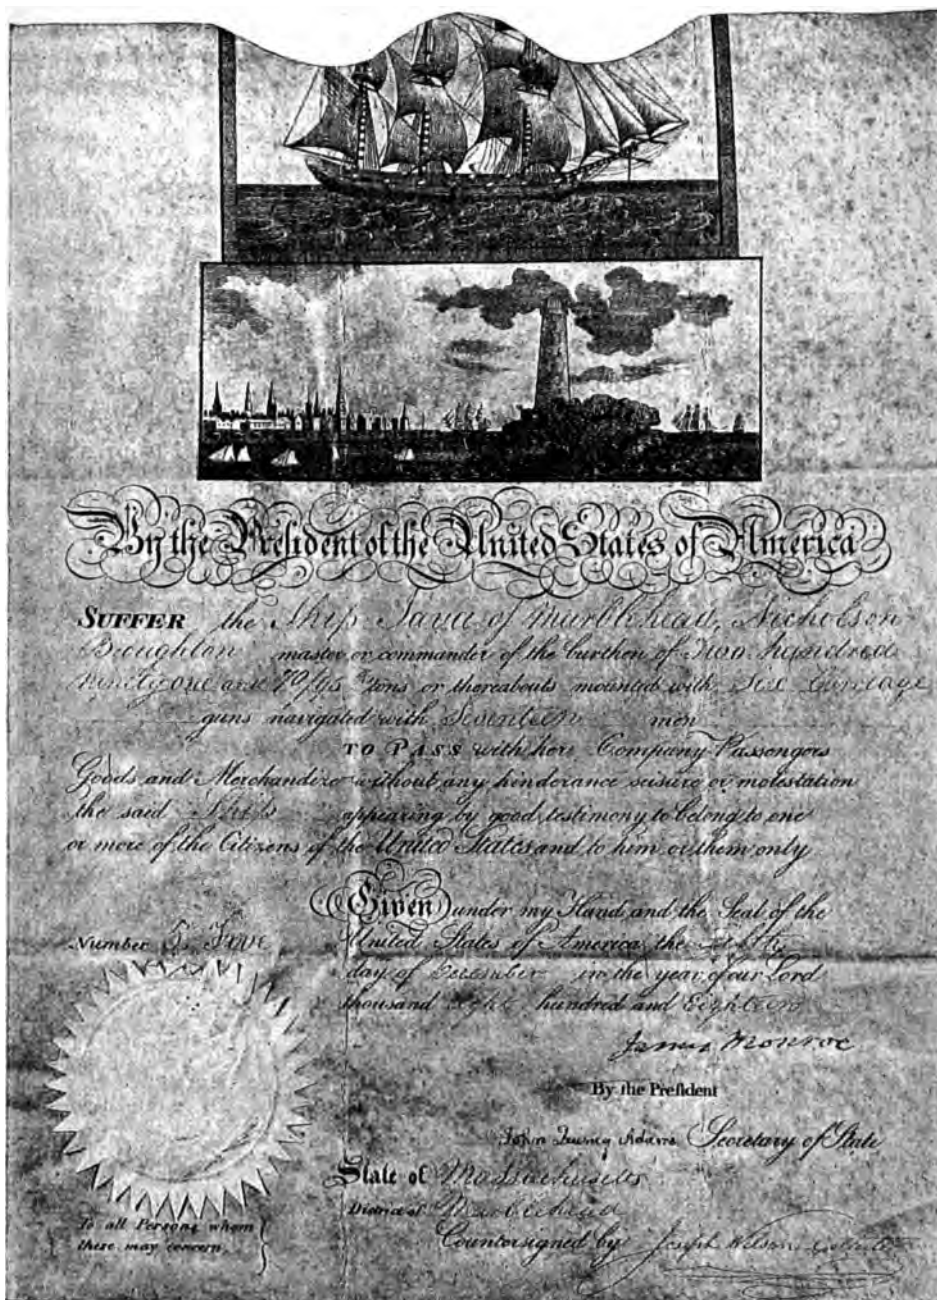 By the President of the United States of America
SUFFER the Ship Java of Marblehead, Nicholson
Broughton master or commander of the burthen of Two hundred
ninety one and 70/95 tons or thereabouts mounted with Six Carriage
guns navigated with Seventeen men
TO PASS with here Company Passengers
Goods and Merchandize without any hinderance seisure or molestation
the said Ship appearing by good testimony to belong to one
or more of the Citizens of the United States and to him or them only
Given under my Hand and the Seal of the
Number 5 Five
United States of America the
day of December in the year of our Lord
thousand Eight hundred and Eighteen
James Monroe
By the President
John Quincy Adams Secretary of State
State of Massachusetts
District of Marblehead
To all Persons whom
these may concern.
Countersigned by Joseph Wilson